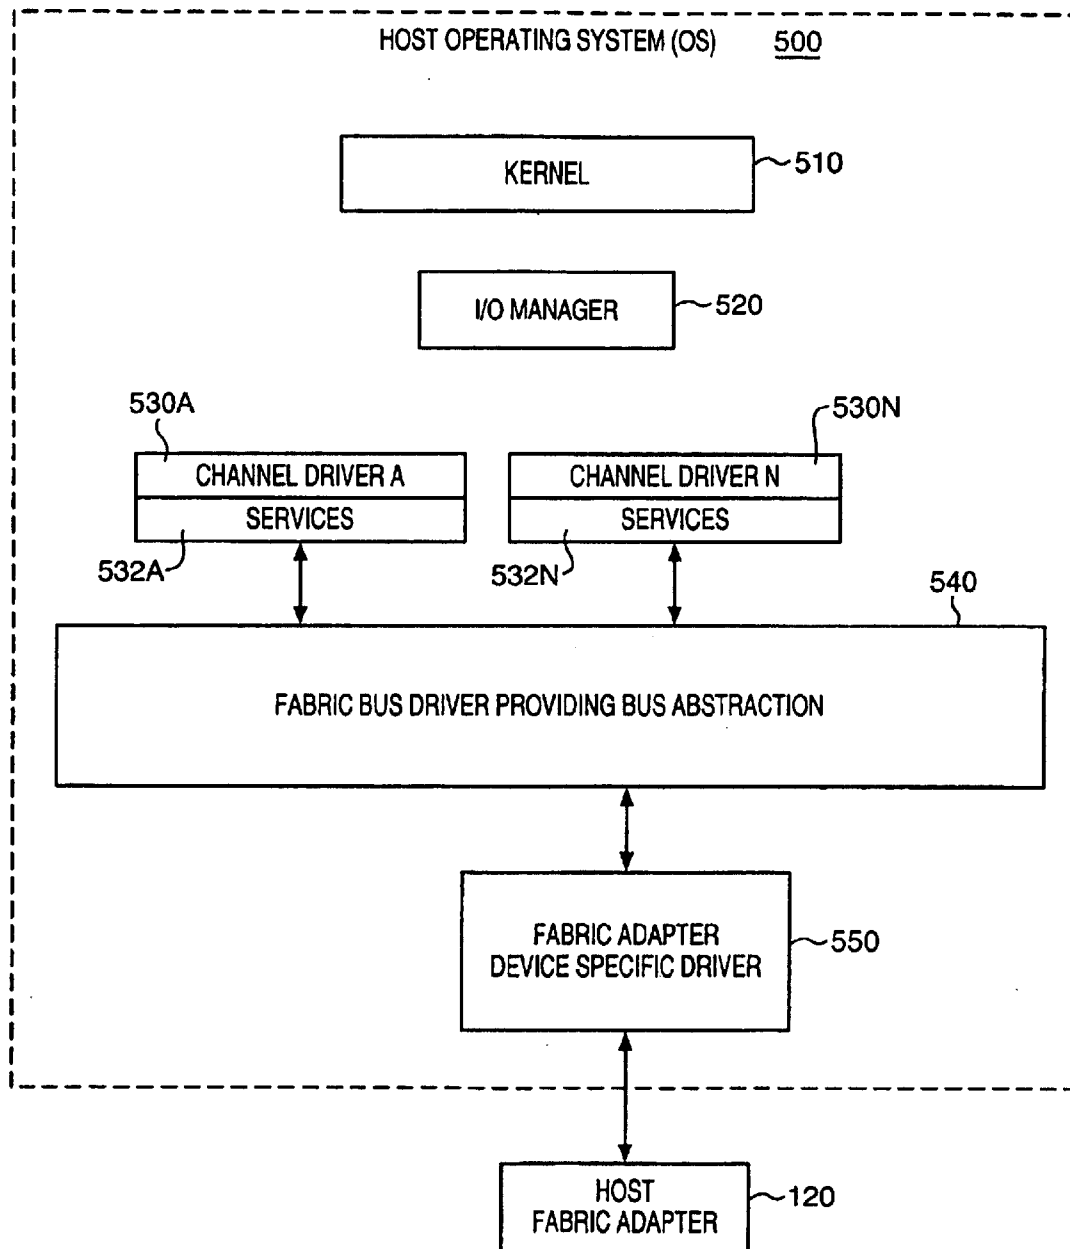 HOST OPERATING SYSTEM (OS) 500
KERNEL
510
I/O MANAGER
520
530A
530N
CHANNEL DRIVER A
SERVICES
CHANNEL DRIVER N
SERVICES
532A
532N
540
FABRIC BUS DRIVER PROVIDING BUS ABSTRACTION
FABRIC ADAPTER
DEVICE SPECIFIC DRIVER
550
HOST
FABRIC ADAPTER
120